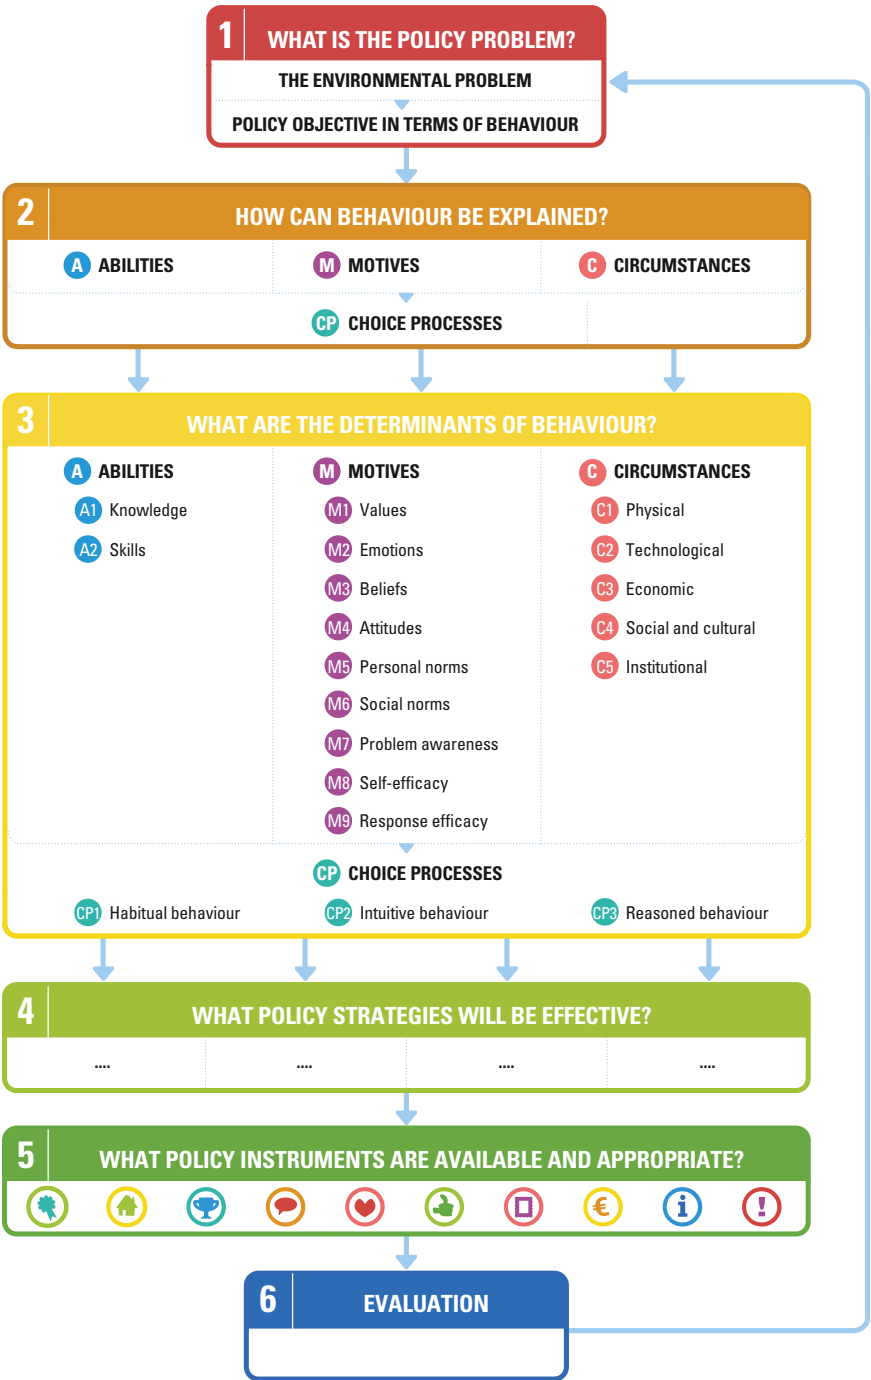 1 WHAT IS THE POLICY PROBLEM?
THE ENVIRONMENTAL PROBLEM
POLICY OBJECTIVE IN TERMS OF BEHAVIOUR
2 HOW CAN BEHAVIOUR BE EXPLAINED?
A ABILITIES
M MOTIVES
C CIRCUMSTANCES
CP CHOICE PROCESSES
3 WHAT ARE THE DETERMINANTS OF BEHAVIOUR?
A ABILITIES
A1 Knowledge
A2 Skills
M MOTIVES
M1 Values
M2 Emotions
M3 Beliefs
M4 Attitudes
M5 Personal norms
M6 Social norms
M7 Problem awareness
M8 Self-efficacy
M9 Response efficacy
C CIRCUMSTANCES
C1 Physical
C2 Technological
C3 Economic
C4 Social and cultural
C5 Institutional
CP CHOICE PROCESSES
CP1 Habitual behaviour
CP2 Intuitive behaviour
CP3 Reasoned behaviour
4 WHAT POLICY STRATEGIES WILL BE EFFECTIVE?
.... .... .... ....
5 WHAT POLICY INSTRUMENTS ARE AVAILABLE AND APPROPRIATE?
€ i !
6 EVALUATION